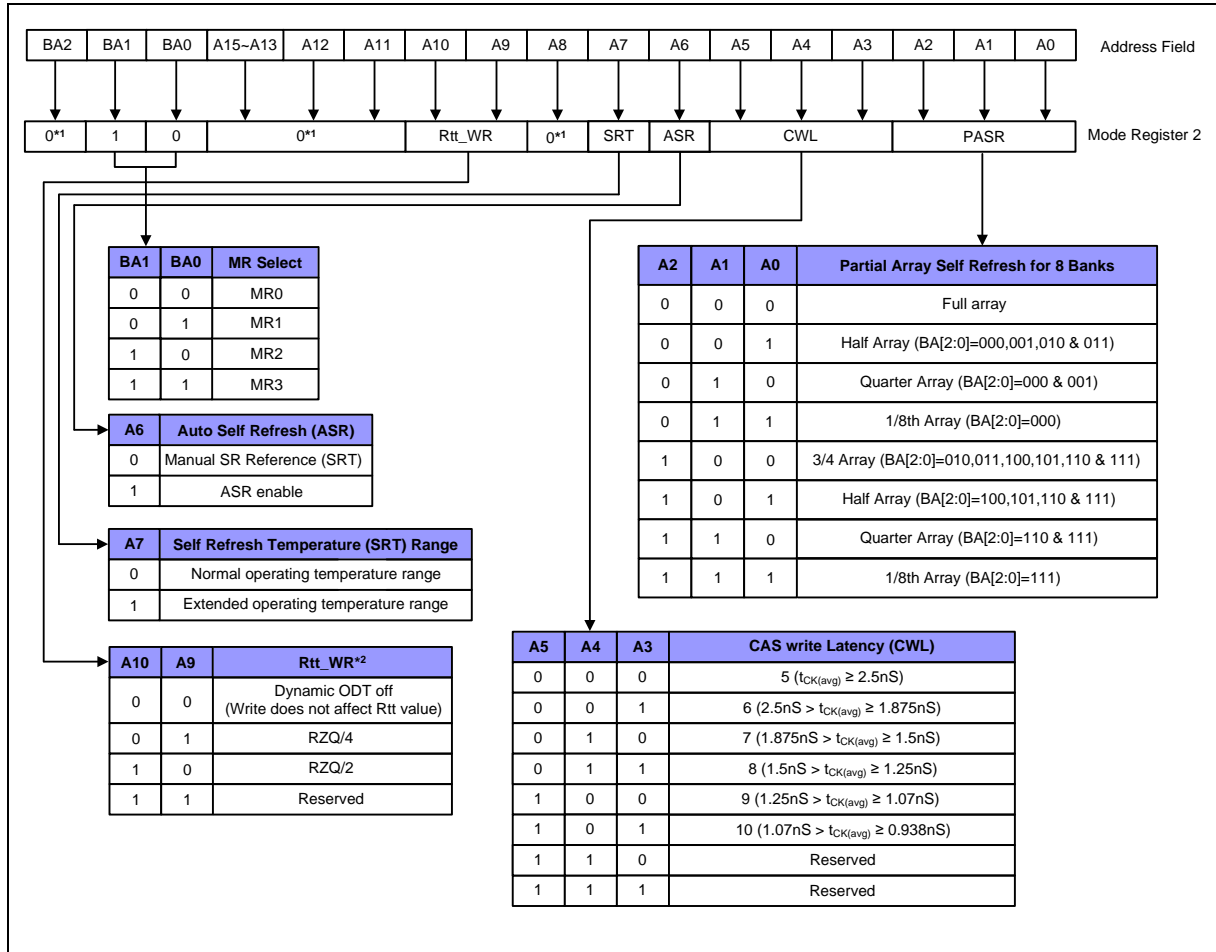 BA2 BA1 BA0 A15~A13 A12 A11 A10 A9 A8 A7 A6 A5 A4 A3 A2 A1 A0 Address Field
0*1 1 0 0*1 Rtt_WR 0*1 SRT ASR CWL PASR Mode Register 2
BA1 BA0 MR Select
0 0 MR0
0 1 MR1
1 0 MR2
1 1 MR3
A2 A1 A0 Partial Array Self Refresh for 8 Banks
0 0 0 Full array
0 0 1 Half Array (BA[2:0]=000,001,010 & 011)
0 1 0 Quarter Array (BA[2:0]=000 & 001)
0 1 1 1/8th Array (BA[2:0]=000)
1 0 0 3/4 Array (BA[2:0]=010,011,100,101,110 & 111)
1 0 1 Half Array (BA[2:0]=100,101,110 & 111)
1 1 0 Quarter Array (BA[2:0]=110 & 111)
1 1 1 1/8th Array (BA[2:0]=111)
A6 Auto Self Refresh (ASR)
0 Manual SR Reference (SRT)
1 ASR enable
A7 Self Refresh Temperature (SRT) Range
0 Normal operating temperature range
1 Extended operating temperature range
A10 A9 Rtt_WR*2
0 0 Dynamic ODT off
(Write does not affect Rtt value)
0 1 RZQ/4
1 0 RZQ/2
1 1 Reserved
A5 A4 A3 CAS write Latency (CWL)
0 0 0 5 (tCK(avg) ≥ 2.5nS)
0 0 1 6 (2.5nS > tCK(avg) ≥ 1.875nS)
0 1 0 7 (1.875nS > tCK(avg) ≥ 1.5nS)
0 1 1 8 (1.5nS > tCK(avg) ≥ 1.25nS)
1 0 0 9 (1.25nS > tCK(avg) ≥ 1.07nS)
1 0 1 10 (1.07nS > tCK(avg) ≥ 0.938nS)
1 1 0 Reserved
1 1 1 Reserved